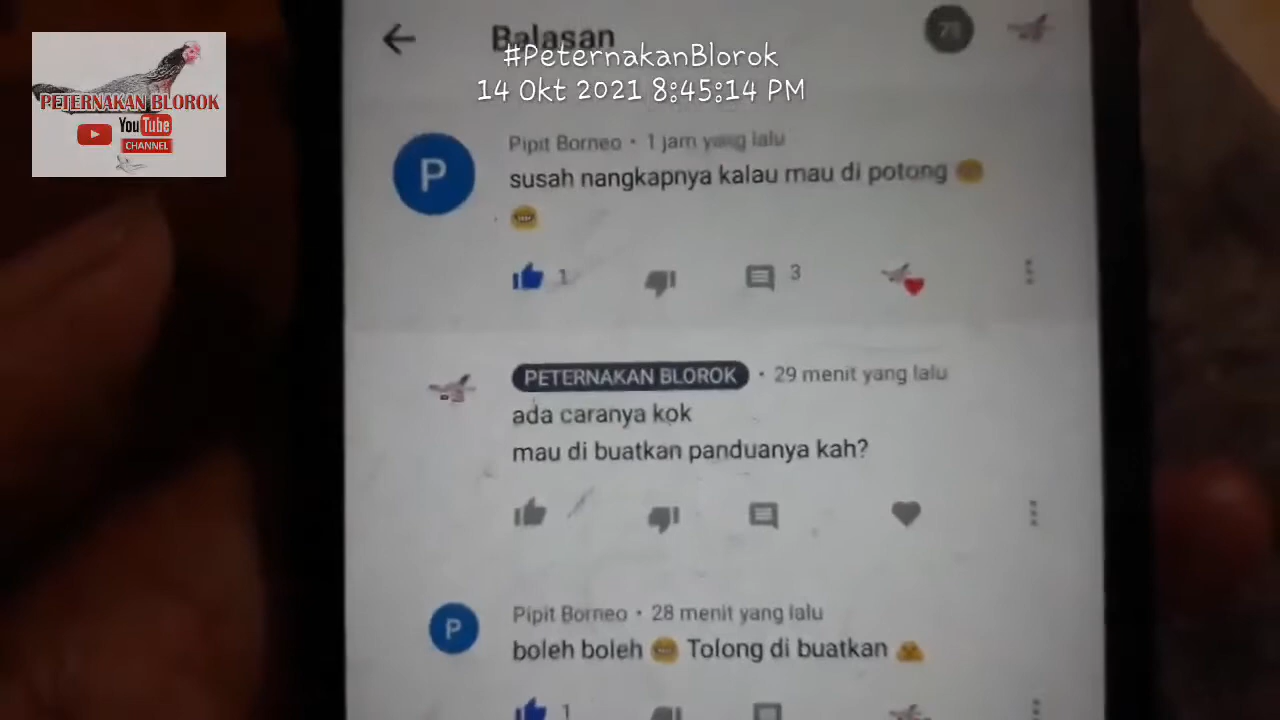 Balasan
73
#PeternakanBlorok
14 Okt 2021 8:45:14 PM
PETERNAKAN BLOROK
YouTube
CHANNEL
P
Pipit Borneo • 1 jam yang lalu
susah nangkapnya kalau mau di potong
1
3
PETERNAKAN BLOROK • 29 menit yang lalu
ada caranya kok
mau di buatkan panduanya kah?
P
Pipit Borneo • 28 menit yang lalu
boleh boleh 😁 Tolong di buatkan 🤗
1